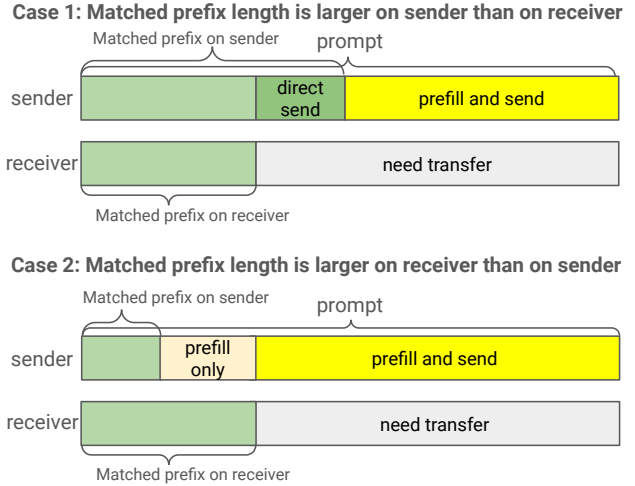 Case 1: Matched prefix length is larger on sender than on receiver
Matched prefix on sender
prompt
sender
direct
send
prefill and send
receiver
need transfer
Matched prefix on receiver
Case 2: Matched prefix length is larger on receiver than on sender
Matched prefix on sender
prompt
sender
prefill
only
prefill and send
receiver
need transfer
Matched prefix on receiver